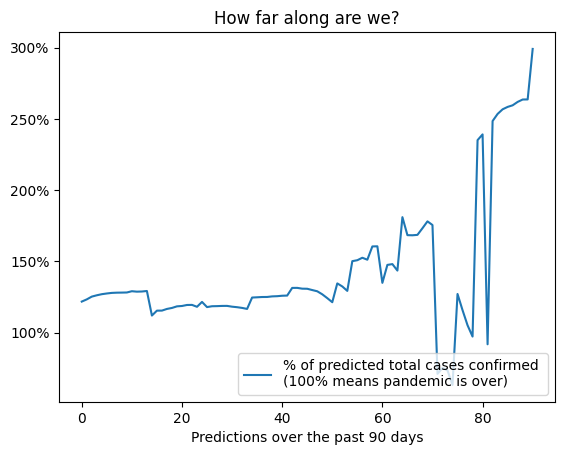 How far along are we?
300%
250%
200%
150%
100%
% of predicted total cases confirmed
(100% means pandemic is over)
0 20 40 60 80
Predictions over the past 90 days